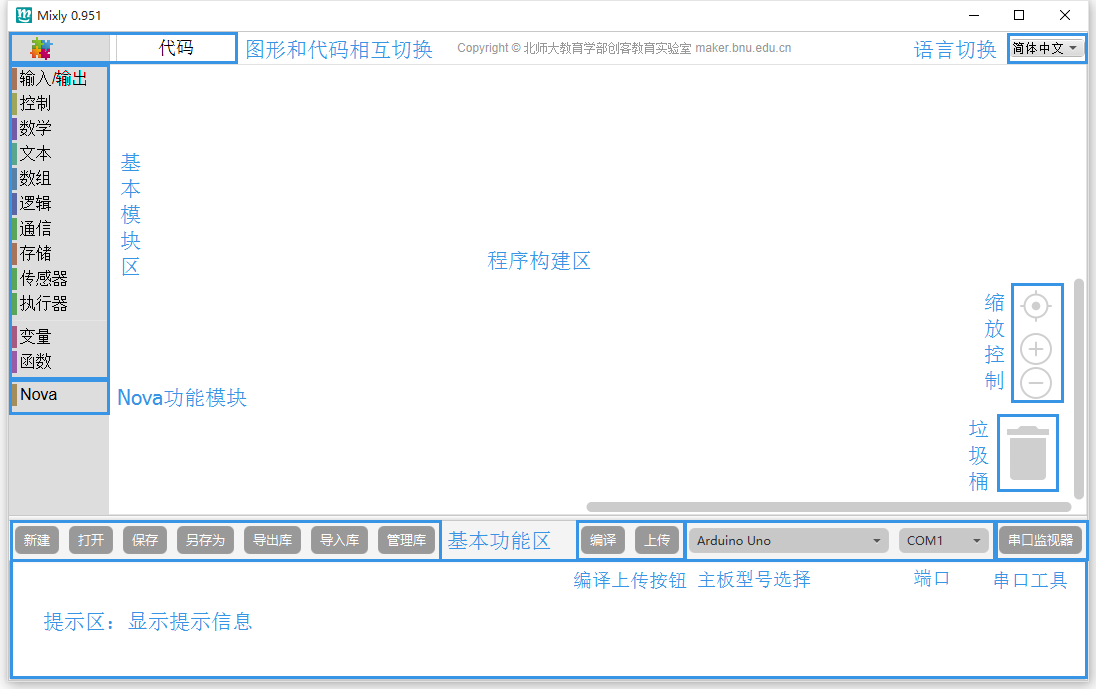 Mixly 0.951
代码
图形和代码相互切换
Copyright © 北师大教育学部创客教育实验室 maker.bnu.edu.cn
语言切换
简体中文
输入/输出
控制
数学
文本
数组
逻辑
通信
存储
传感器
执行器
变量
函数
Nova
基本模块区
Nova功能模块
程序构建区
缩放控制
垃圾桶
新建
打开
保存
另存为
导出库
导入库
管理库
基本功能区
编译
上传
Arduino Uno
COM1
串口监视器
编译上传按钮
主板型号选择
端口
串口工具
提示区：显示提示信息